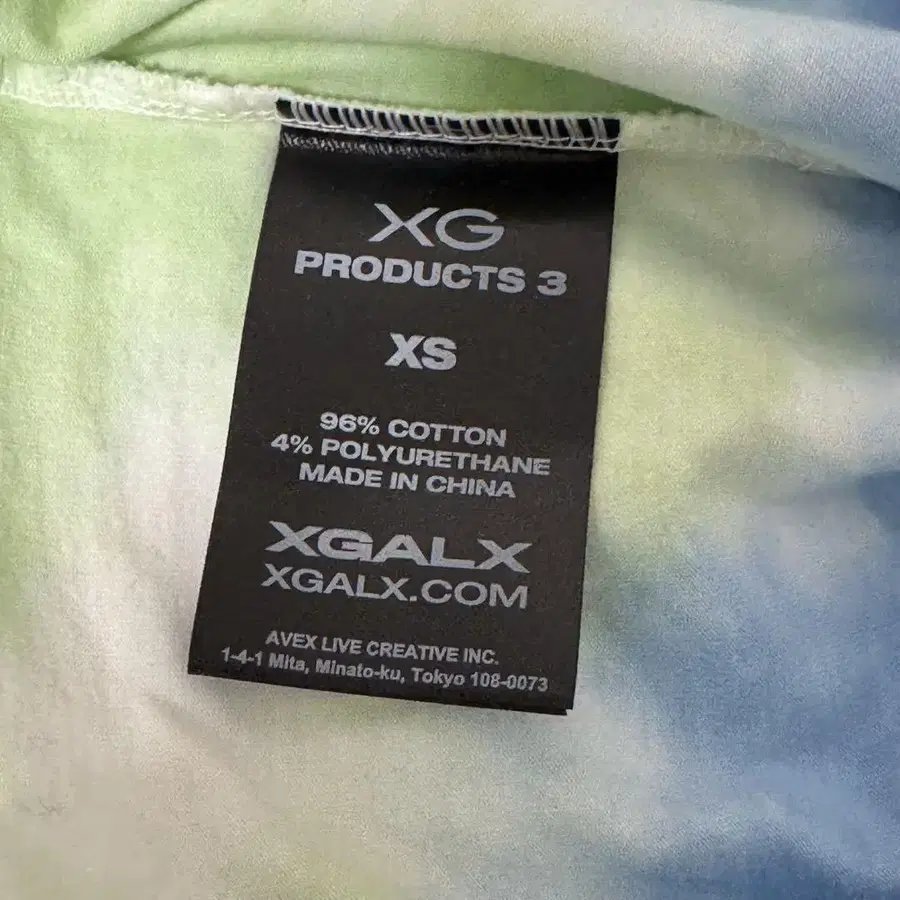 XG
PRODUCTS 3
XS
96% COTTON
4% POLYURETHANE
MADE IN CHINA
XGALX
XGALX.COM
AVEX LIVE CREATIVE INC.
1-4-1 Mita, Minato-ku, Tokyo 108-0073